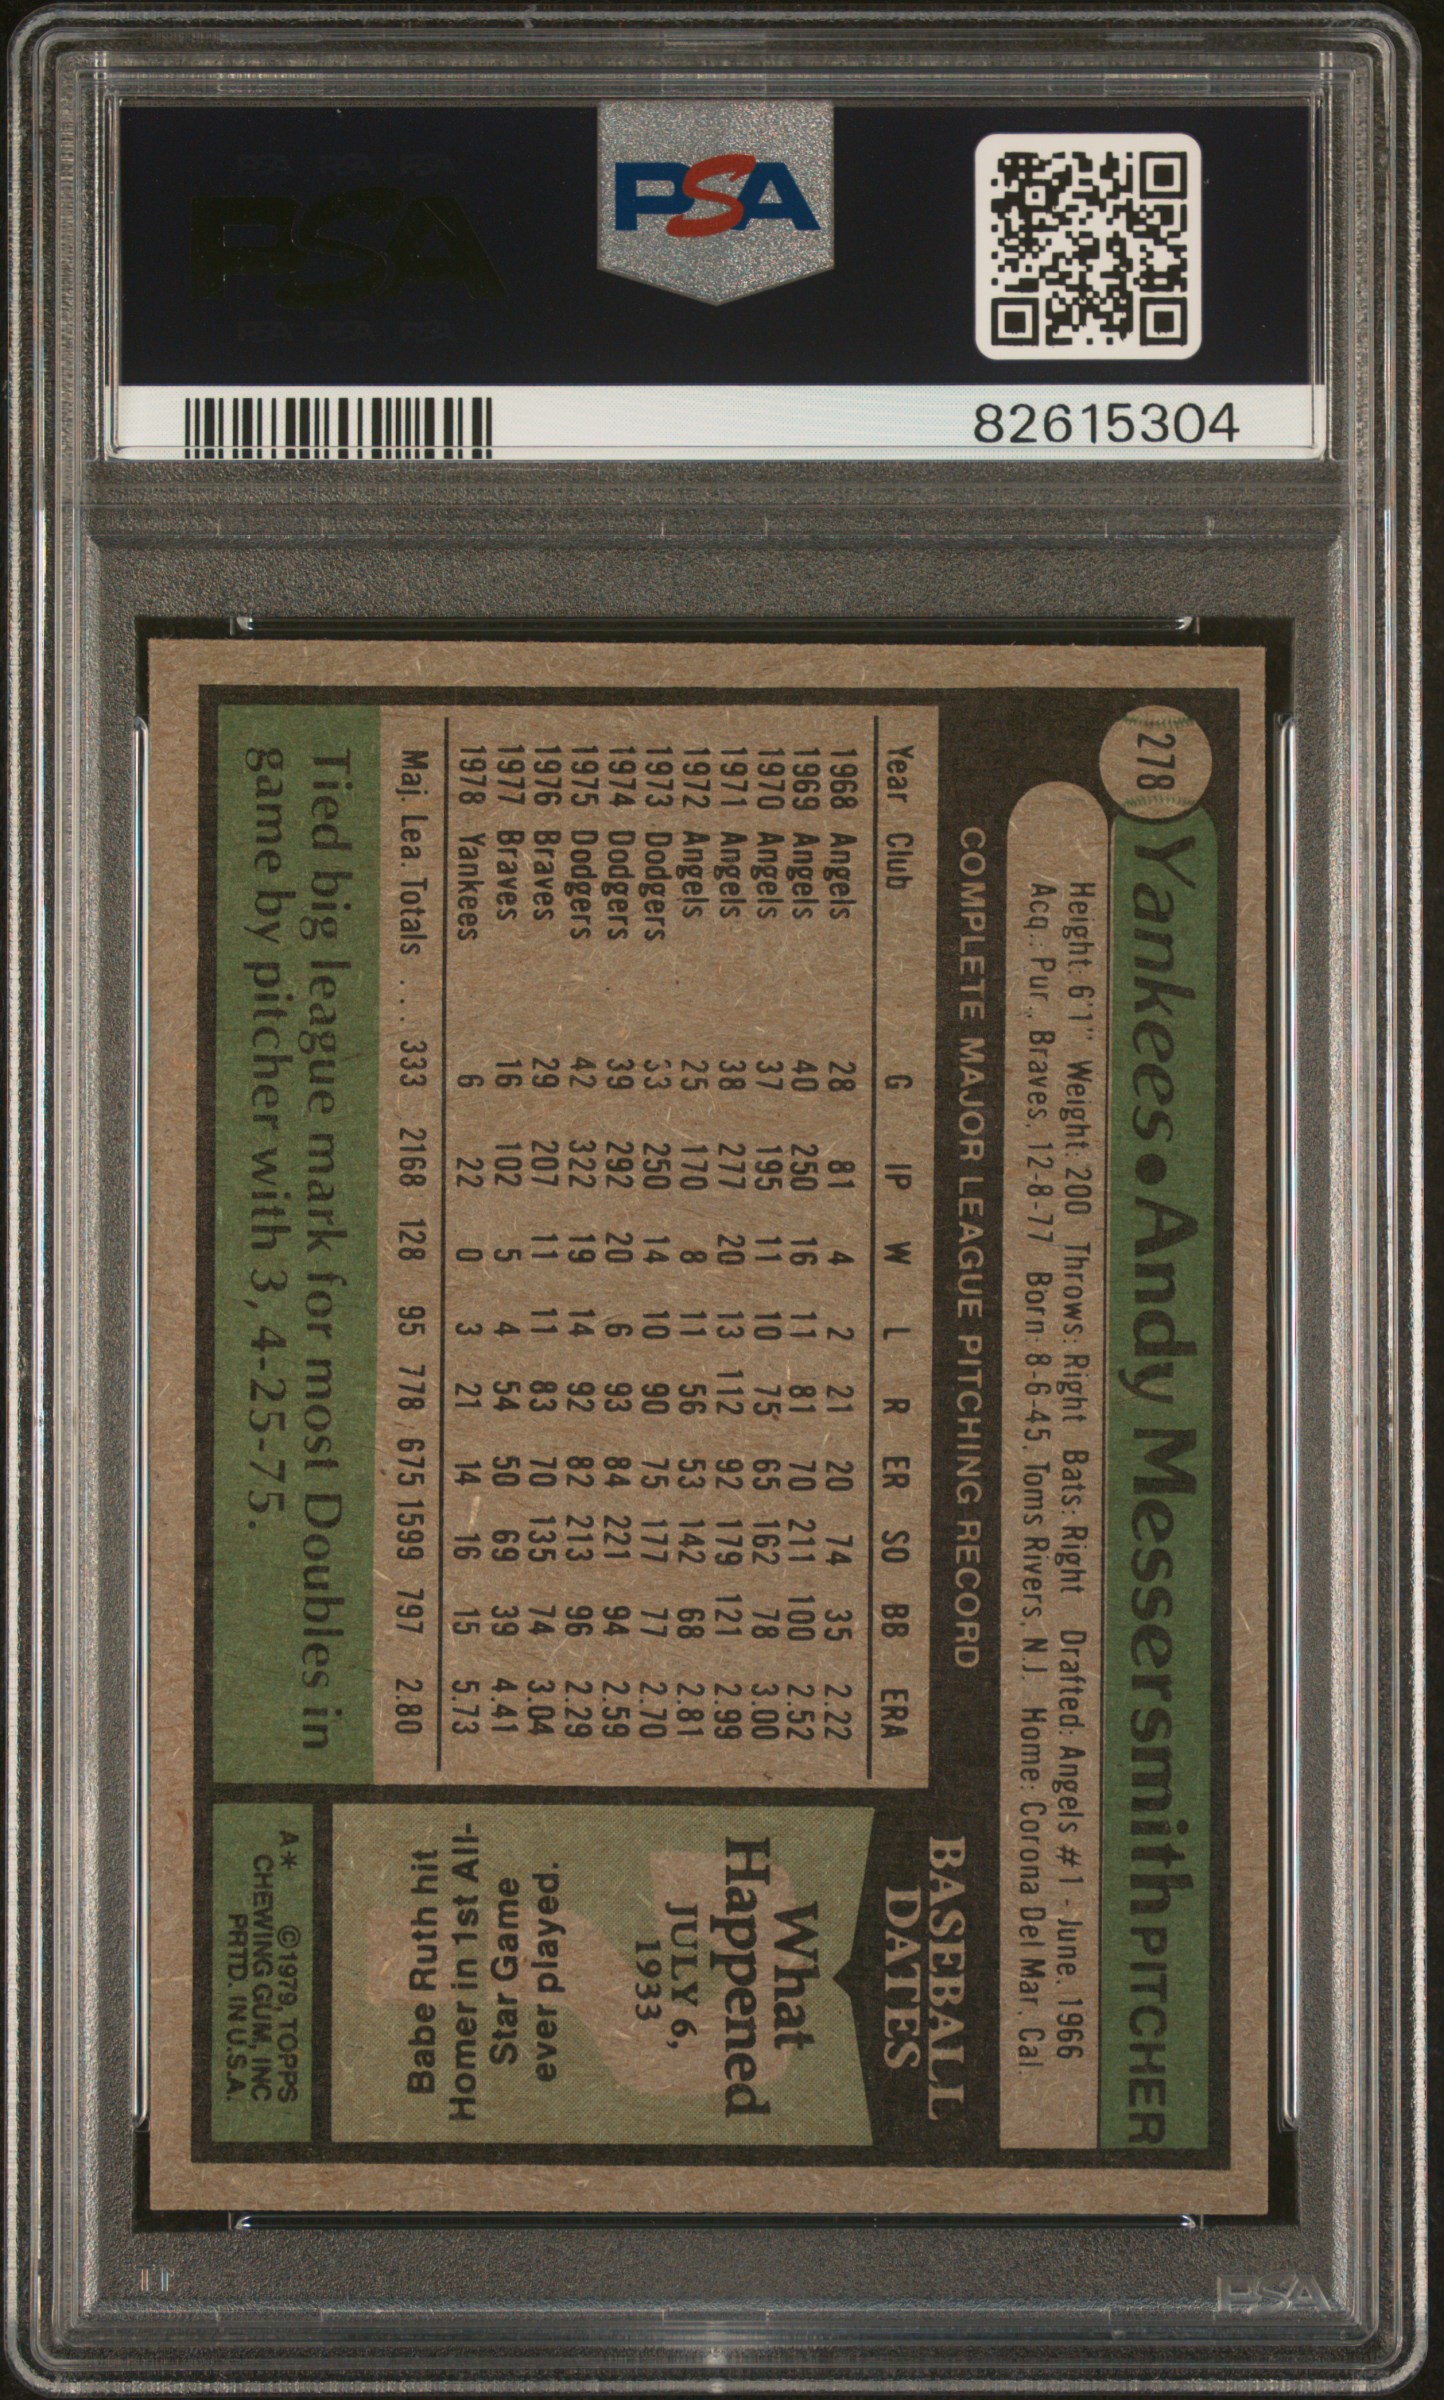 PSA PSA PSA
PSA
PSA PSA PSA
PSA
82615304
278
Yankees • Andy Messersmith PITCHER
Height: 6'1" Weight: 200 Throws: Right Bats: Right Drafted: Angels #1 - June, 1966
Acq.: Pur., Braves, 12-8-77 Born: 8-6-45, Toms Rivers, N.J. Home: Corona Del Mar, Cal.
COMPLETE MAJOR LEAGUE PITCHING RECORD
Year Club G IP W L R ER SO BB ERA
1968 Angels 28 81 4 2 21 20 74 35 2.22
1969 Angels 40 250 16 11 81 70 211 100 2.52
1970 Angels 37 195 11 10 75 65 162 78 3.00
1971 Angels 38 277 20 13 112 92 179 121 2.99
1972 Angels 25 170 8 11 56 53 142 68 2.81
1973 Dodgers 33 250 14 10 90 75 177 77 2.70
1974 Dodgers 39 292 20 6 93 84 221 94 2.59
1975 Dodgers 42 322 19 14 92 82 213 96 2.29
1976 Braves 29 207 11 11 83 70 135 74 3.04
1977 Braves 16 102 5 4 54 50 69 39 4.41
1978 Yankees 6 22 0 3 21 14 16 15 5.73
Maj. Lea. Totals . . . 333 2168 128 95 778 675 1599 797 2.80
Tied big league mark for most Doubles in
game by pitcher with 3, 4-25-75.
BASEBALL
DATES
What
Happened
JULY 6,
1933
Babe Ruth hit
Homer in 1st All-
Star Game
ever played.
A* ©1979, TOPPS
CHEWING GUM, INC
PRTD. IN U.S.A.
PSA